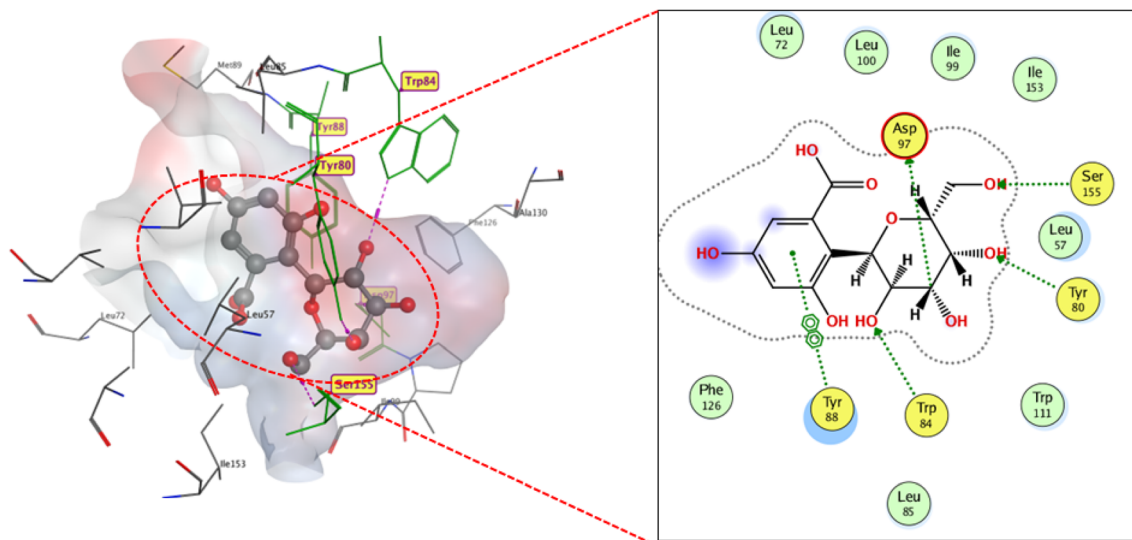 Met89
Leu85
Trp84
Tyr88
Tyr80
Phe126
Ala130
Leu72
Leu57
Ser155
Ile153
Leu
72
Leu
100
Ile
99
Ile
153
Asp
97
HO
O
OH
Ser
155
O
Leu
57
HO
H
H
H
OH
Tyr
80
OH
HO
H
OH
Phe
126
Tyr
88
Trp
84
Trp
111
Leu
85